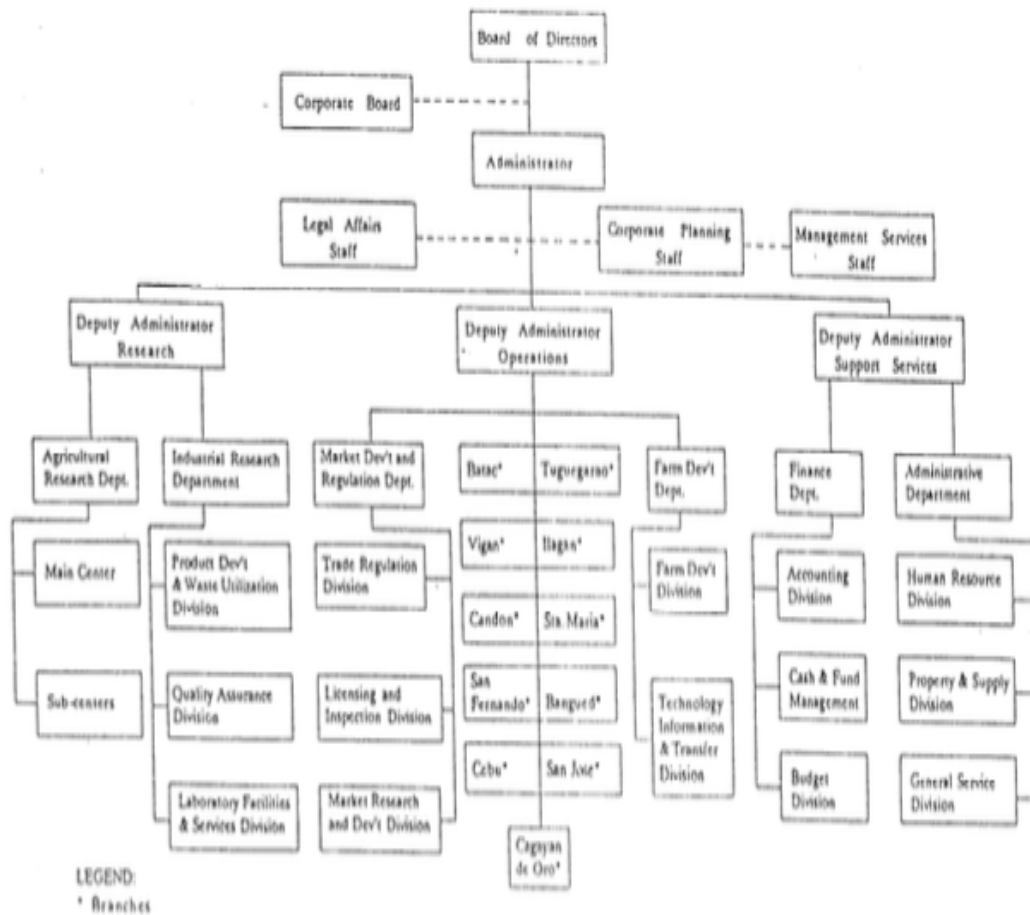 Board of Directors
Corporate Board
Administrator
Legal Affairs
Staff
Corporate Planning
Staff
Management Services
Staff
Deputy Administrator
Research
Deputy Administrator
Operations
Deputy Administrator
Support Services
Agricultural
Research Dept.
Industrial Research
Department
Market Dev't and
Regulation Dept.
Batac*
Tuguegarao*
Farm Dev't
Dept.
Finance
Dept.
Administrative
Department
Main Center
Product Dev't
& Waste Utilization
Division
Trade Regulation
Division
Vigan*
Ilagan*
Farm Dev't
Division
Accounting
Division
Human Resource
Division
Candon*
Sta. Maria*
Sub-centers
Quality Assurance
Division
Licensing and
Inspection Division
San
Fernando*
Bangued*
Technology
Information
& Transfer
Division
Cash & Fund
Management
Property & Supply
Division
Cebu*
San Jose*
Laboratory Facilities
& Services Division
Market Research
and Dev't Division
Budget
Division
General Service
Division
Cagayan
de Oro*
LEGEND:
* Branches